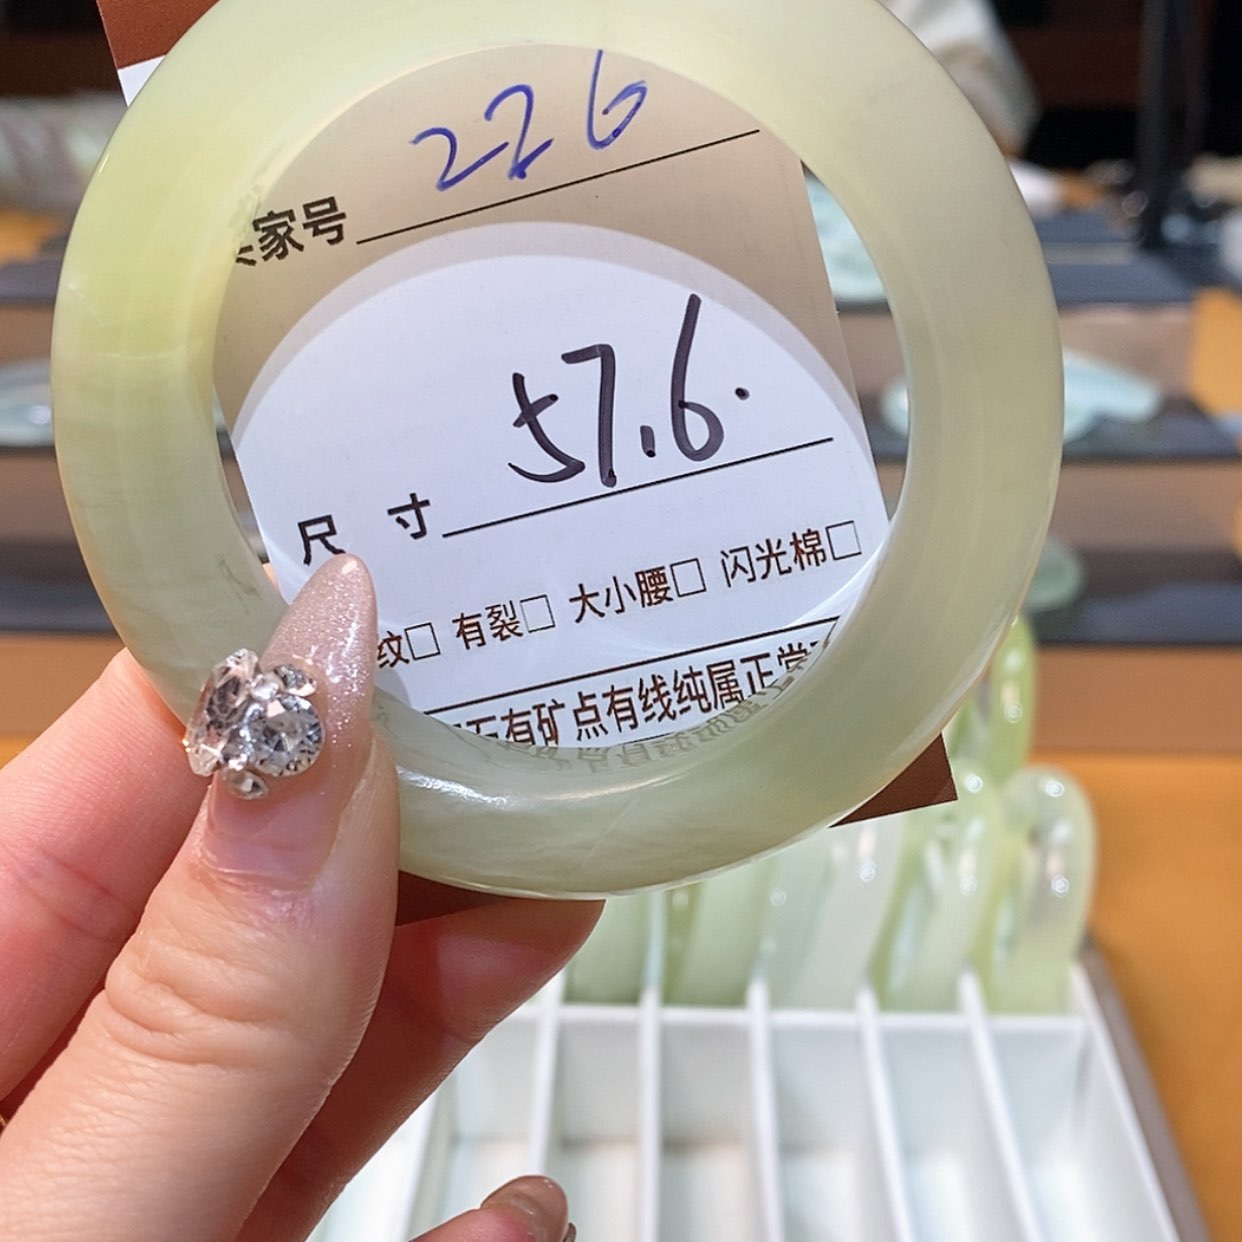 家号 226
尺 寸 57.6.
纹□ 有裂□ 大小腰□ 闪光棉□
石有矿点有线纯属正常